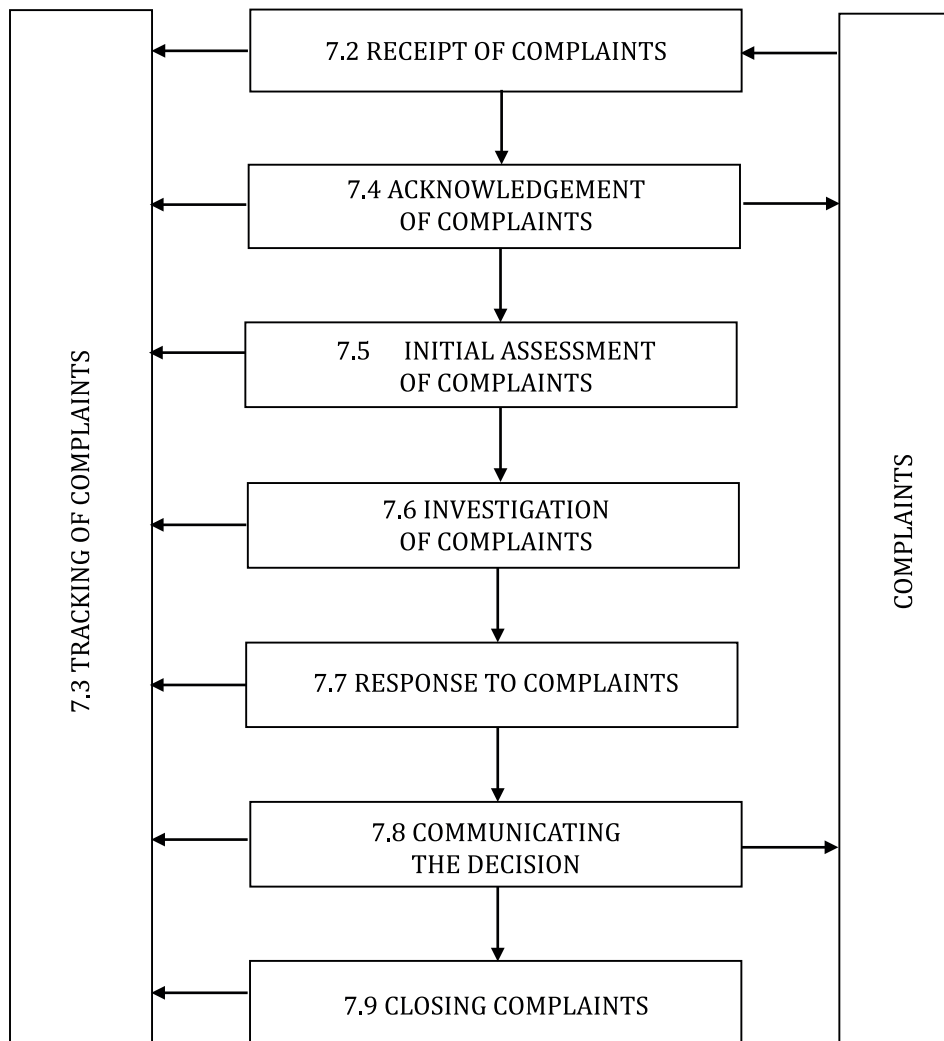 7.2 RECEIPT OF COMPLAINTS
7.4 ACKNOWLEDGEMENT
OF COMPLAINTS
7.5 INITIAL ASSESSMENT
OF COMPLAINTS
7.6 INVESTIGATION
OF COMPLAINTS
7.7 RESPONSE TO COMPLAINTS
7.8 COMMUNICATING
THE DECISION
7.9 CLOSING COMPLAINTS
7.3 TRACKING OF COMPLAINTS
COMPLAINTS